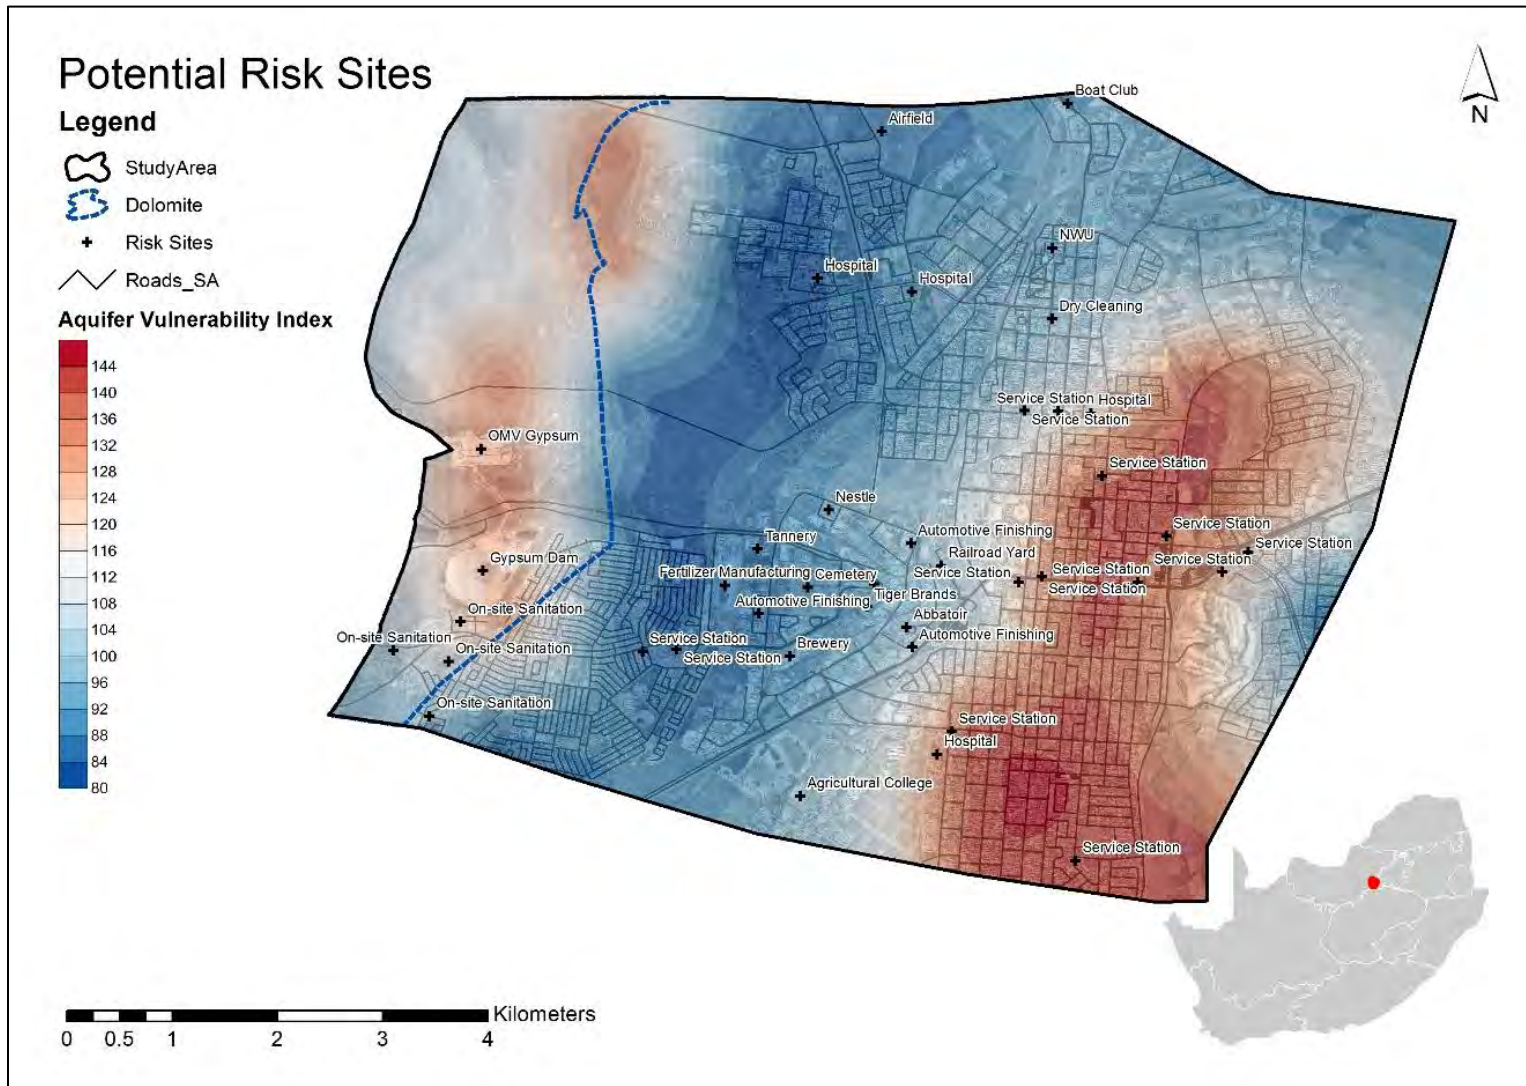 Potential Risk Sites
Legend
StudyArea
Dolomite
Risk Sites
Roads_SA
Aquifer Vulnerability Index
144
140
136
132
128
124
120
116
112
108
104
100
96
92
88
84
80
N
Boat Club
Airfield
NWU
Hospital
Hospital
Dry Cleaning
Service Station
Hospital
Service Station
OMV Gypsum
Service Station
Nestle
Service Station
Automotive Finishing
Tannery
Service Station
Gypsum Dam
Railroad Yard
Service Station
Fertilizer Manufacturing
Cemetery
Service Station
Service Station
Service Station
Tiger Brands
Automotive Finishing
On-site Sanitation
Abbatoir
On-site Sanitation
Service Station
Automotive Finishing
On-site Sanitation
Service Station
Brewery
On-site Sanitation
Service Station
Hospital
Agricultural College
Service Station
Kilometers
0 0.5 1 2 3 4